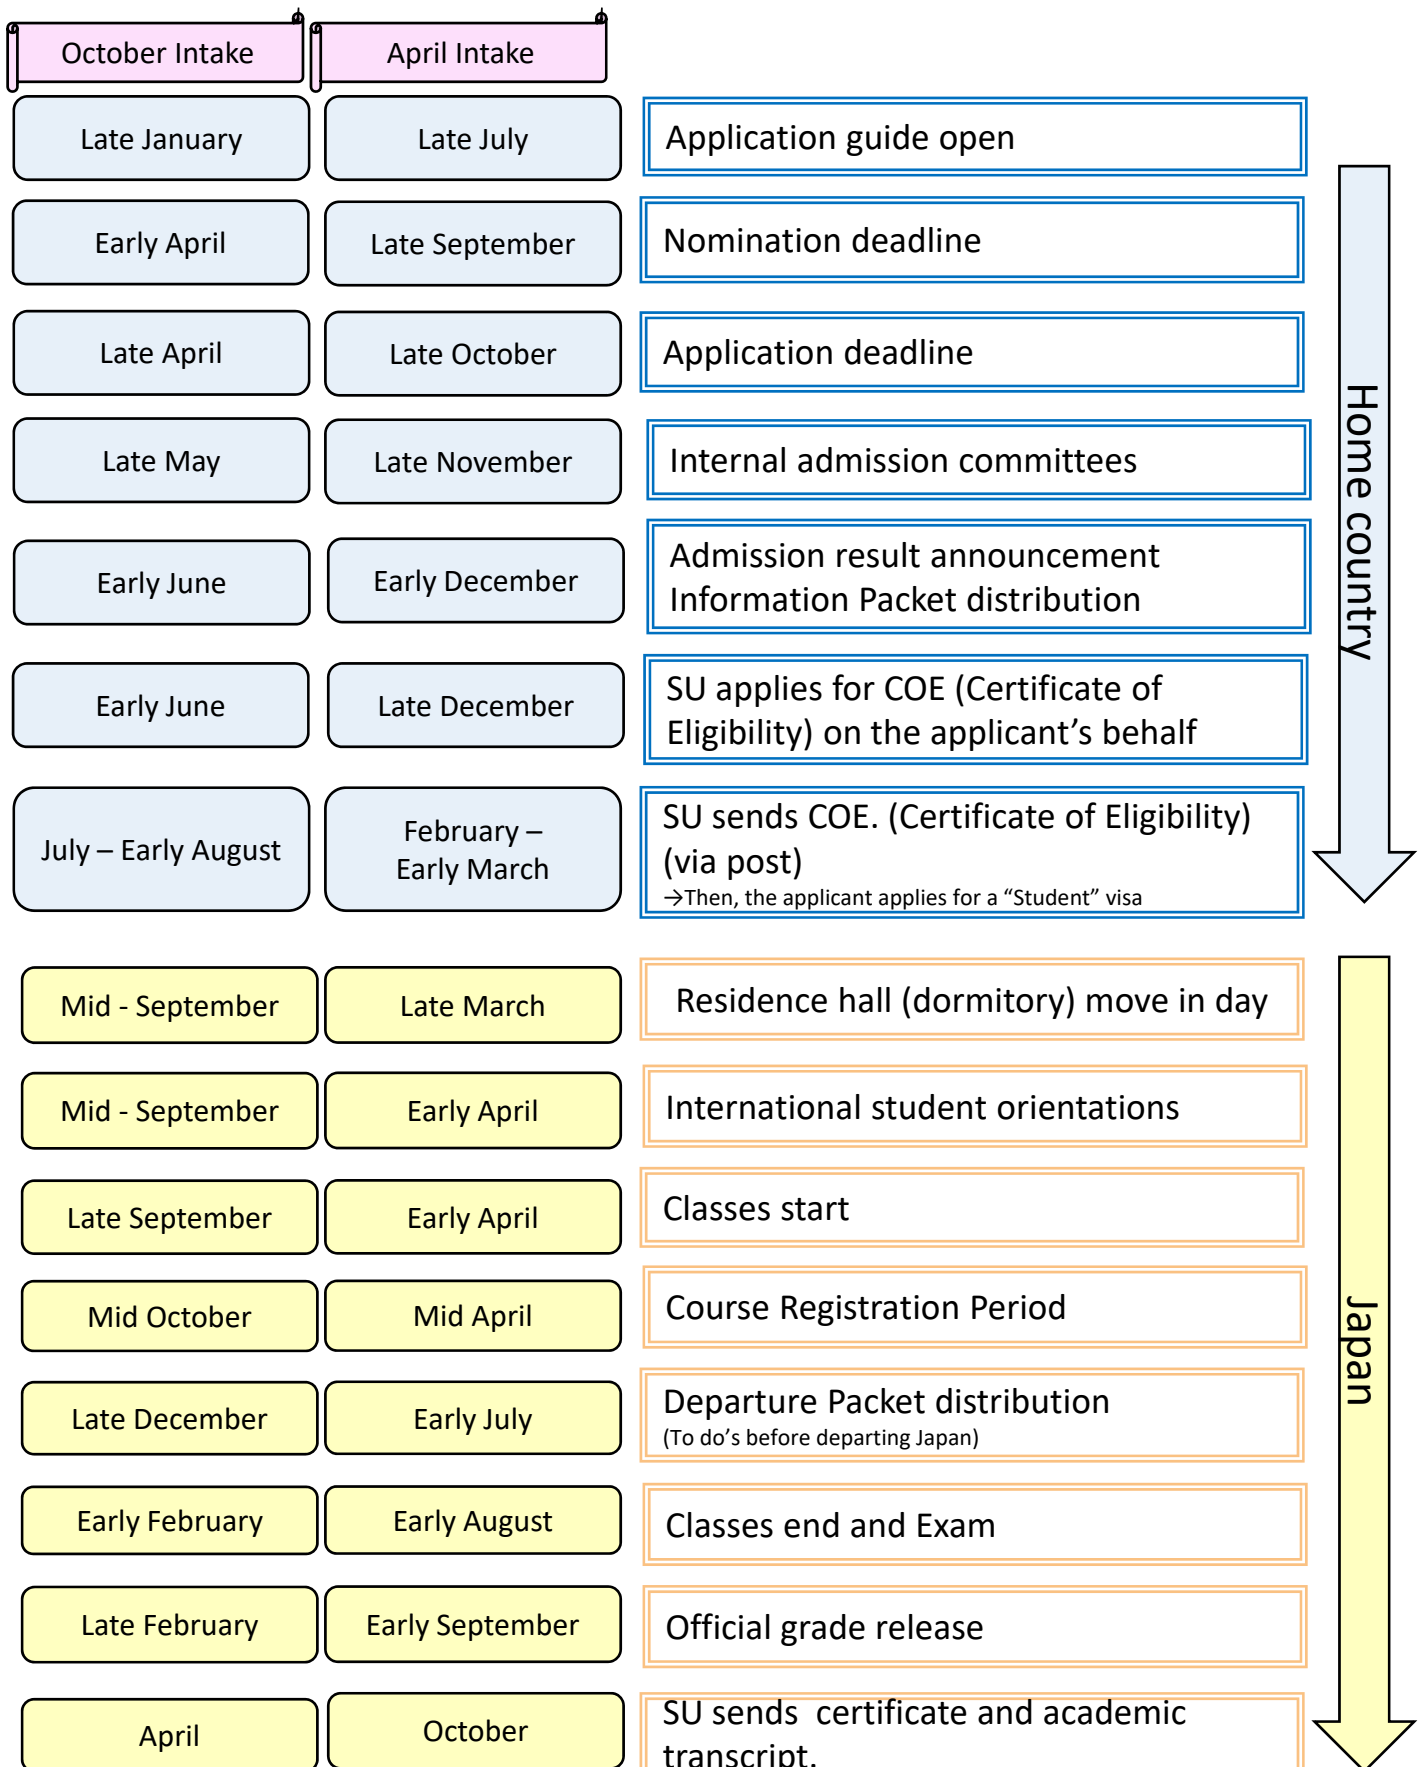 October Intake
April Intake
Late January
Late July
Application guide open
Early April
Late September
Nomination deadline
Late April
Late October
Application deadline
Late May
Late November
Internal admission committees
Early June
Early December
Admission result announcement
Information Packet distribution
Early June
Late December
SU applies for COE (Certificate of
Eligibility) on the applicant’s behalf
July – Early August
February –
Early March
SU sends COE. (Certificate of Eligibility)
(via post)
→Then, the applicant applies for a “Student” visa
Home country
Mid - September
Late March
Residence hall (dormitory) move in day
Mid - September
Early April
International student orientations
Late September
Early April
Classes start
Mid October
Mid April
Course Registration Period
Late December
Early July
Departure Packet distribution
(To do’s before departing Japan)
Early February
Early August
Classes end and Exam
Late February
Early September
Official grade release
April
October
SU sends  certificate and academic
transcript.
Japan